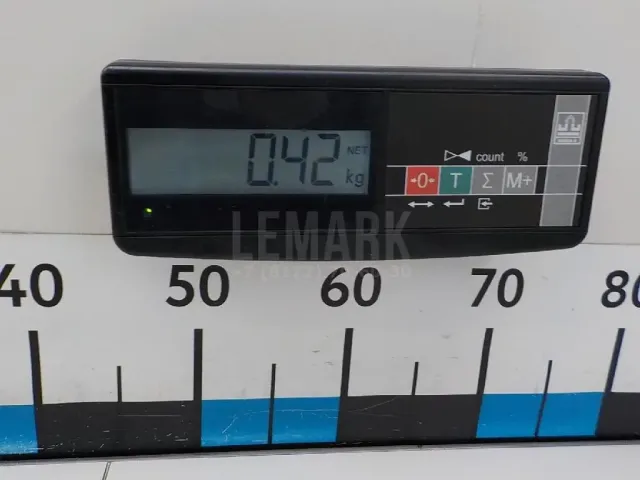 0.42 NET kg
count %
→0← T Σ M+
LEMARK
40 50 60 70 80